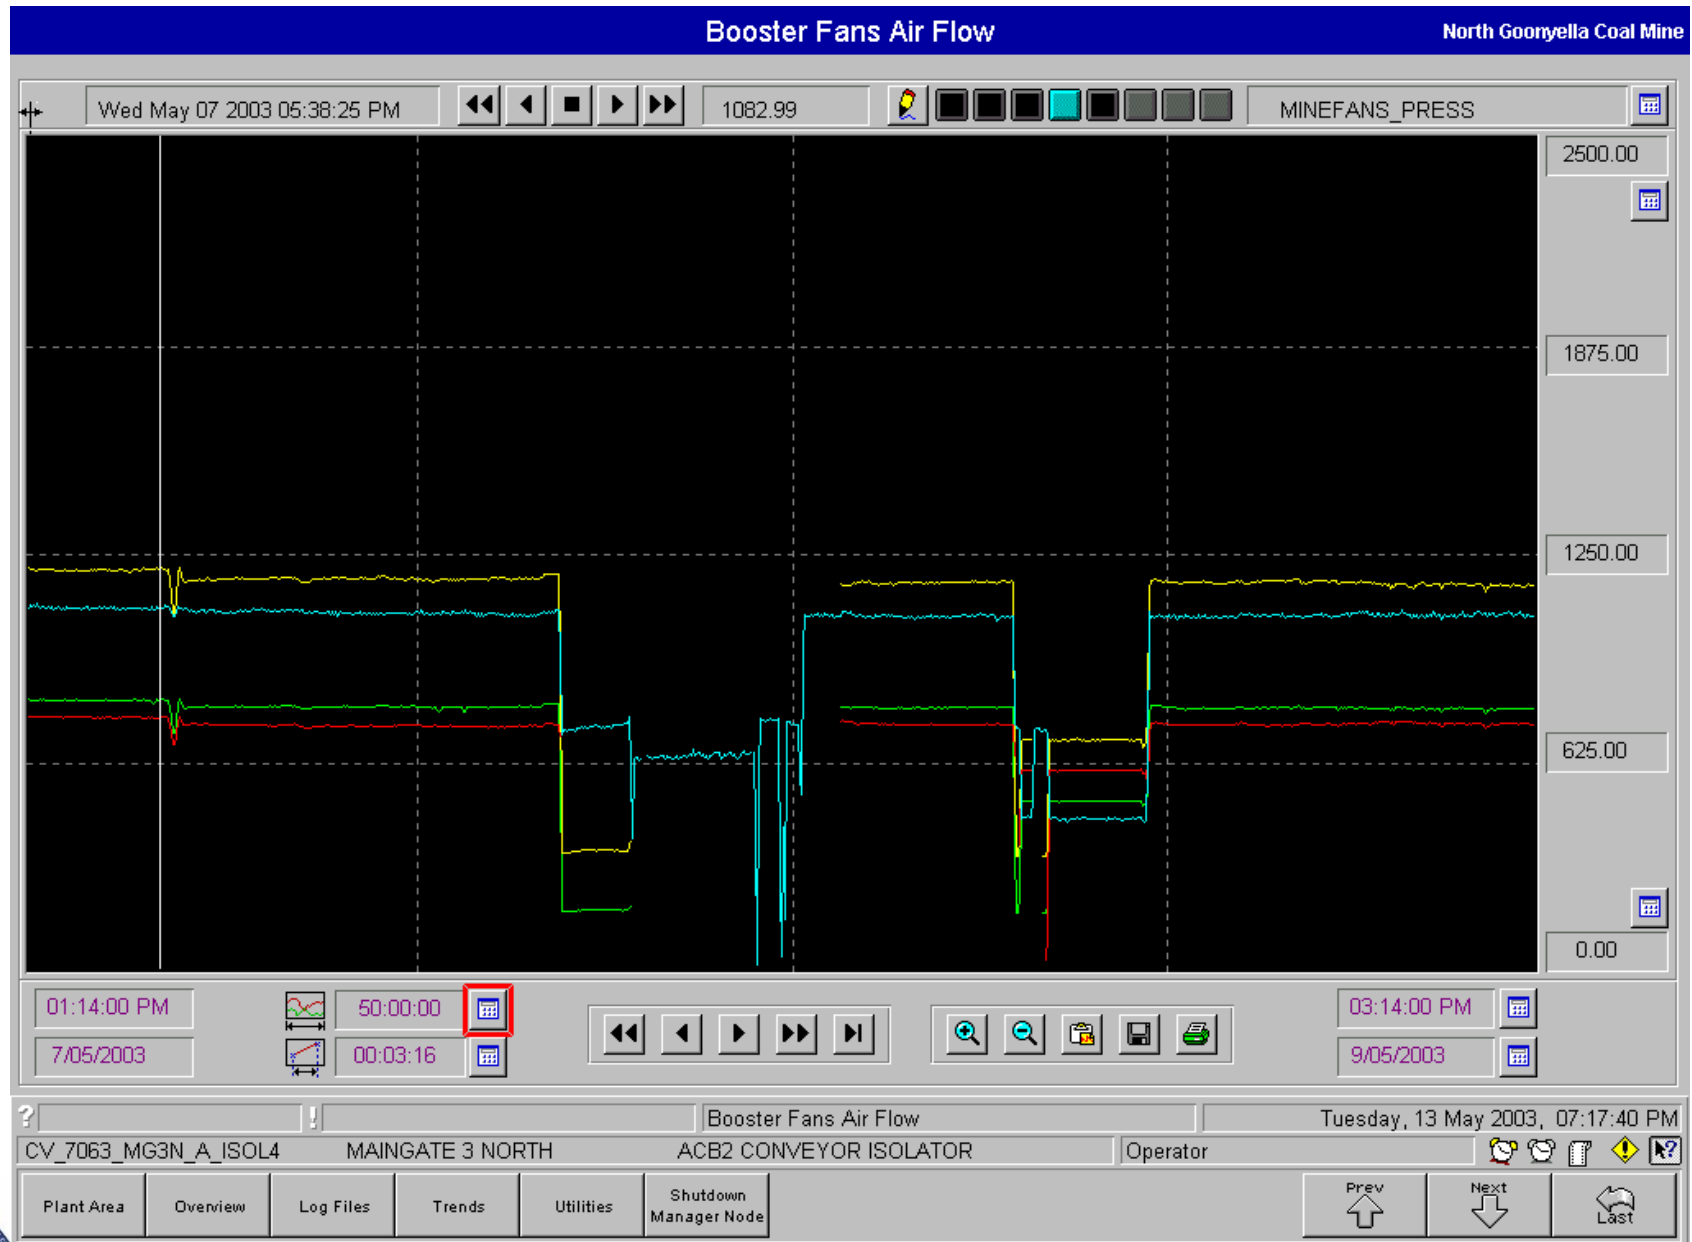 Booster Fans Air Flow
North Goonyella Coal Mine
Wed May 07 2003 05:38:25 PM
1082.99
MINEFANS_PRESS
2500.00
1875.00
1250.00
625.00
0.00
01:14:00 PM
50:00:00
03:14:00 PM
7/05/2003
00:03:16
9/05/2003
Booster Fans Air Flow
Tuesday, 13 May 2003, 07:17:40 PM
CV_7063_MG3N_A_ISOL4 MAINGATE 3 NORTH ACB2 CONVEYOR ISOLATOR
Operator
Plant Area
Overview
Log Files
Trends
Utilities
Shutdown
Manager Node
Prev
Next
Last